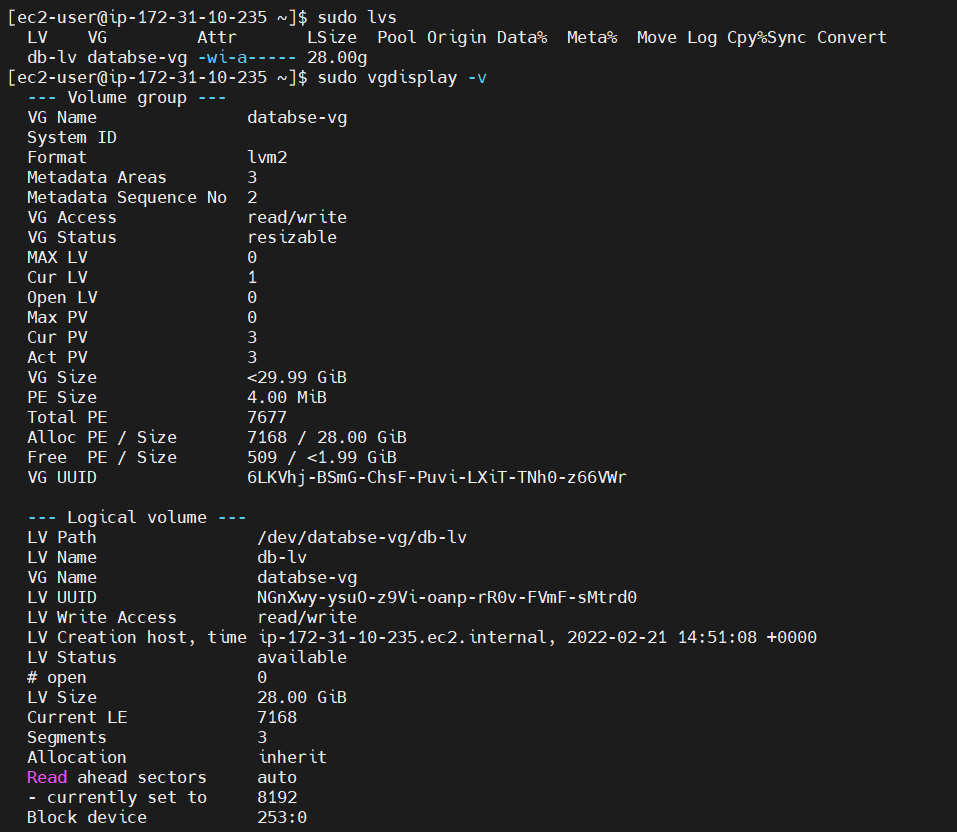 [ec2-user@ip-172-31-10-235 ~]$ sudo lvs
  LV    VG         Attr       LSize  Pool Origin Data%  Meta%  Move Log Cpy%Sync Convert
  db-lv databse-vg -wi-a----- 28.00g
[ec2-user@ip-172-31-10-235 ~]$ sudo vgdisplay -v
  --- Volume group ---
  VG Name               databse-vg
  System ID
  Format                lvm2
  Metadata Areas        3
  Metadata Sequence No  2
  VG Access             read/write
  VG Status             resizable
  MAX LV                0
  Cur LV                1
  Open LV               0
  Max PV                0
  Cur PV                3
  Act PV                3
  VG Size               <29.99 GiB
  PE Size               4.00 MiB
  Total PE              7677
  Alloc PE / Size       7168 / 28.00 GiB
  Free  PE / Size       509 / <1.99 GiB
  VG UUID               6LKVhj-BSmG-ChsF-Puvi-LXiT-TNh0-z66VWr

  --- Logical volume ---
  LV Path                /dev/databse-vg/db-lv
  LV Name                db-lv
  VG Name                databse-vg
  LV UUID                NGnXwy-ysuO-z9Vi-oanp-rR0v-FVmF-sMtrd0
  LV Write Access        read/write
  LV Creation host, time ip-172-31-10-235.ec2.internal, 2022-02-21 14:51:08 +0000
  LV Status              available
  # open                 0
  LV Size                28.00 GiB
  Current LE             7168
  Segments               3
  Allocation             inherit
  Read ahead sectors     auto
  - currently set to     8192
  Block device           253:0